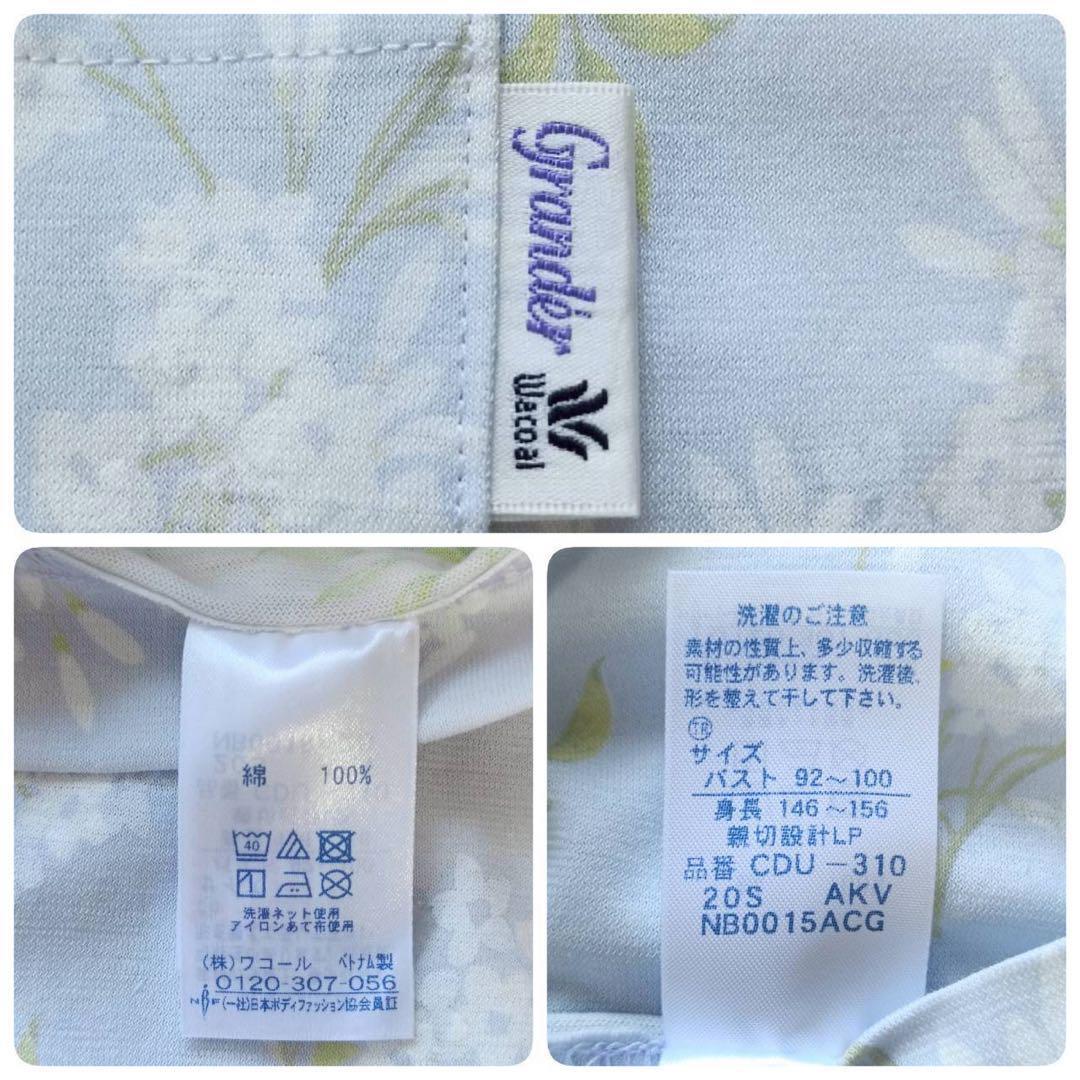 Grandér
Wacoal
綿 100%
40
洗濯ネット使用
アイロンあて布使用
(株)ワコール ベトナム製
0120-307-056
NBF (一社)日本ボディファッション協会員証
洗濯のご注意
素材の性質上、多少収縮する
可能性があります。洗濯後、
形を整えて干して下さい。
TR
サイズ
バスト 92～100
身長 146～156
親切設計LP
品番 CDU-310
20S AKV
NB0015ACG